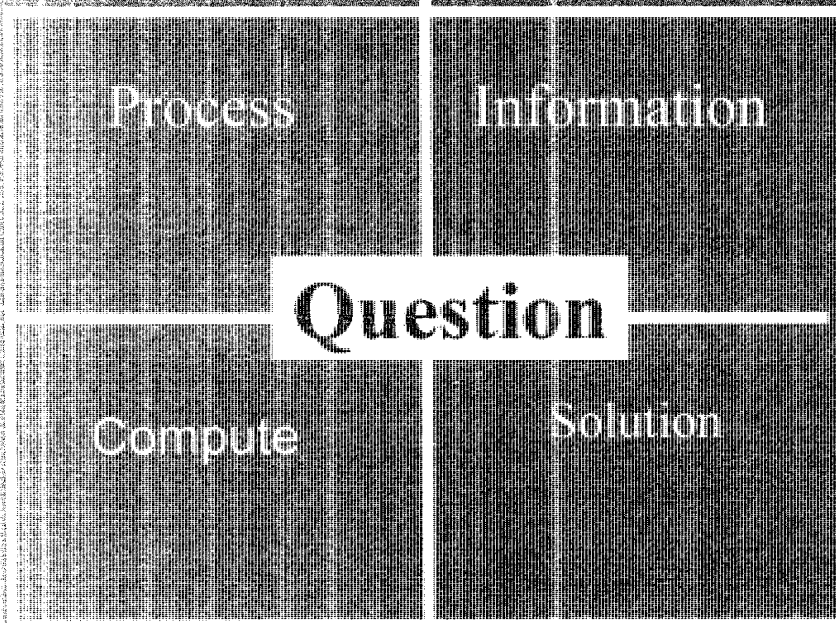 Process
Information
Question
Compute
Solution